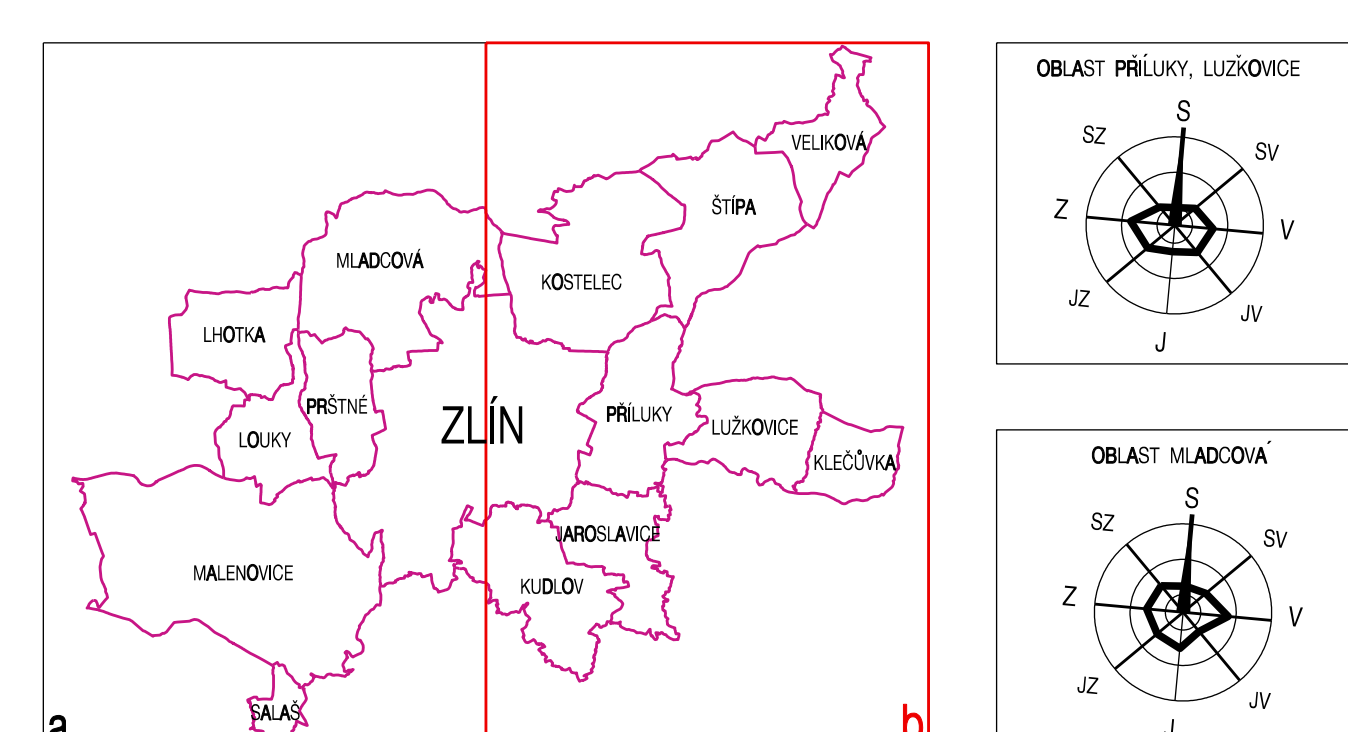 VELIKOVÁ
ŠTÍPA
MLADCOVÁ
KOSTELEC
LHOTKA
PRŠTNÉ
PŘÍLUKY
ZLÍN
LOUKY
LUŽKOVICE
KLEČŮVKA
JAROSLAVICE
MALENOVICE
KUDLOV
SALAŠ
a
b
OBLAST PŘÍLUKY, LUŽKOVICE
S
SZ
SV
Z
V
JZ
JV
J
OBLAST MLADCOVÁ
S
SZ
SV
Z
V
JZ
JV
J